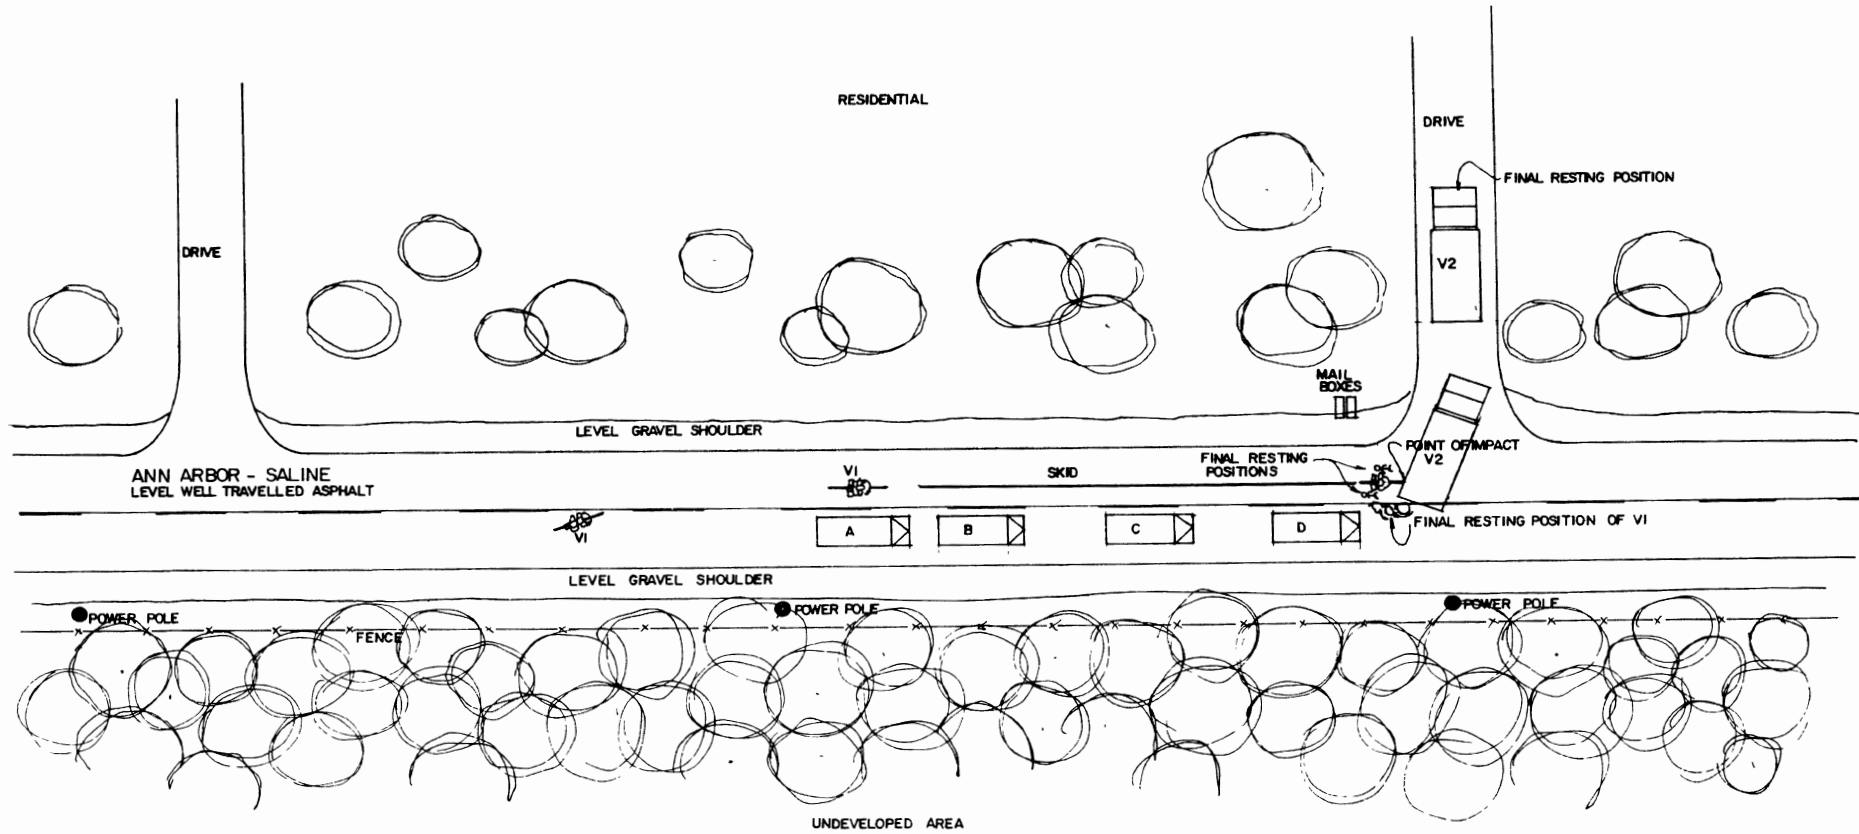 RESIDENTIAL
DRIVE
FINAL RESTING POSITION
DRIVE
V2
MAIL
BOXES
LEVEL GRAVEL SHOULDER
POINT OF IMPACT
V2
FINAL RESTING
POSITIONS
SKID
V1
ANN ARBOR - SALINE
LEVEL WELL TRAVELLED ASPHALT
FINAL RESTING POSITION OF V1
V1
A
B
C
D
LEVEL GRAVEL SHOULDER
POWER POLE
POWER POLE
POWER POLE
FENCE
UNDEVELOPED AREA